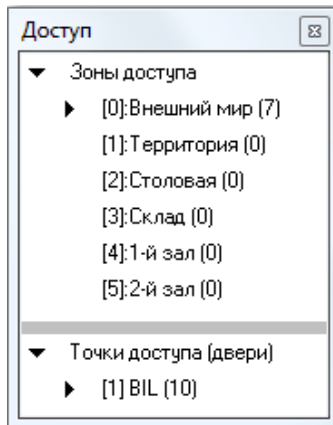 Доступ
Зоны доступа
[0]:Внешний мир (7)
[1]:Территория (0)
[2]:Столовая (0)
[3]:Склад (0)
[4]:1-й зал (0)
[5]:2-й зал (0)
Точки доступа (двери)
[1] BIL (10)